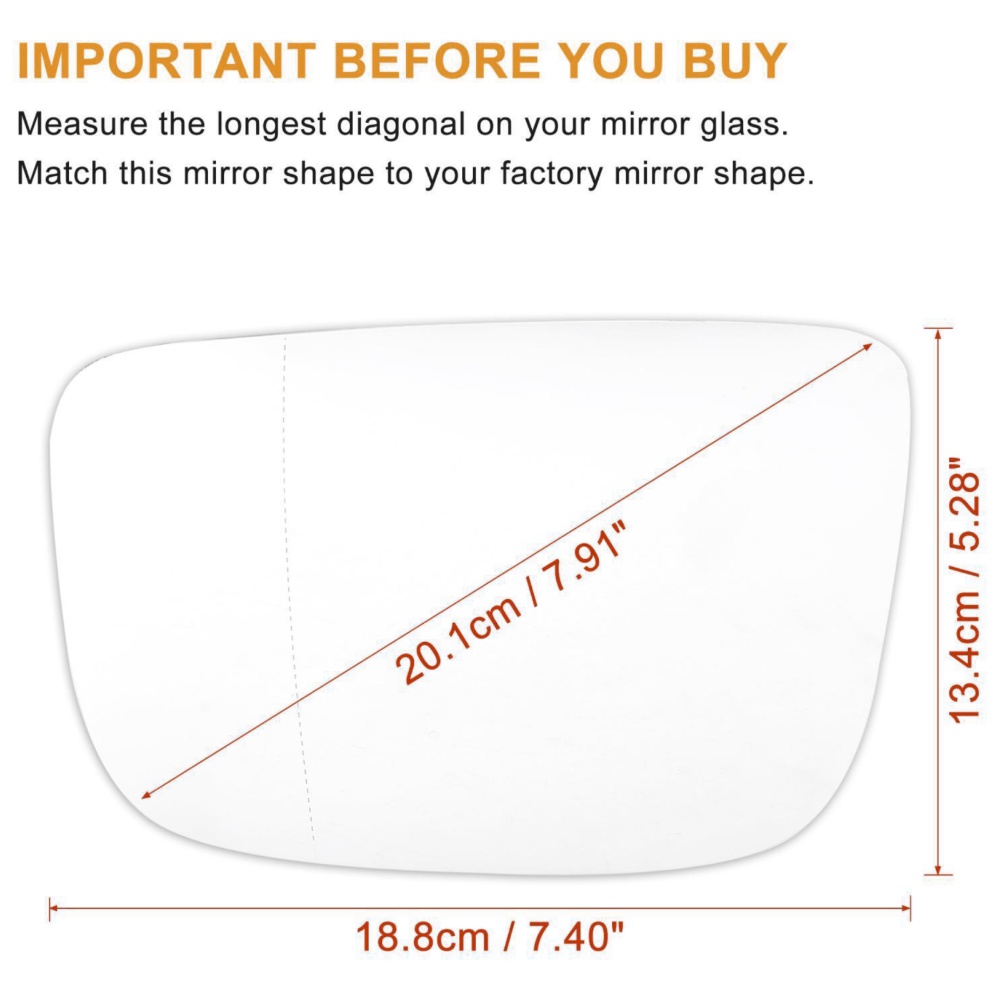 IMPORTANT BEFORE YOU BUY
Measure the longest diagonal on your mirror glass.
Match this mirror shape to your factory mirror shape.
20.1cm / 7.91"
13.4cm / 5.28"
18.8cm / 7.40"